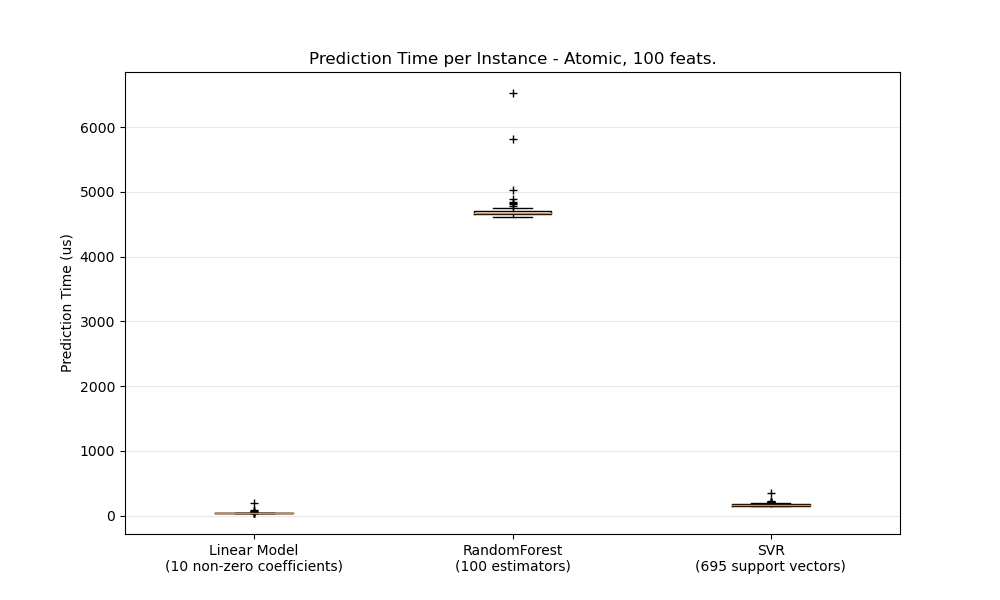 Prediction Time per Instance - Atomic, 100 feats.
Prediction Time (us)
6000
5000
4000
3000
2000
1000
0
Linear Model
(10 non-zero coefficients)
RandomForest
(100 estimators)
SVR
(695 support vectors)